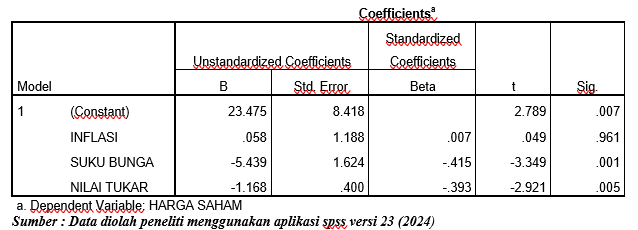 Coefficientsª
Model Unstandardized Coefficients Standardized Coefficients t Sig.
B Std. Error Beta
1 (Constant) 23.475 8.418 2.789 .007
INFLASI .058 1.188 .007 .049 .961
SUKU BUNGA -5.439 1.624 -.415 -3.349 .001
NILAI TUKAR -1.168 .400 -.393 -2.921 .005
a. Dependent Variable: HARGA SAHAM
Sumber : Data diolah peneliti menggunakan aplikasi spss versi 23 (2024)